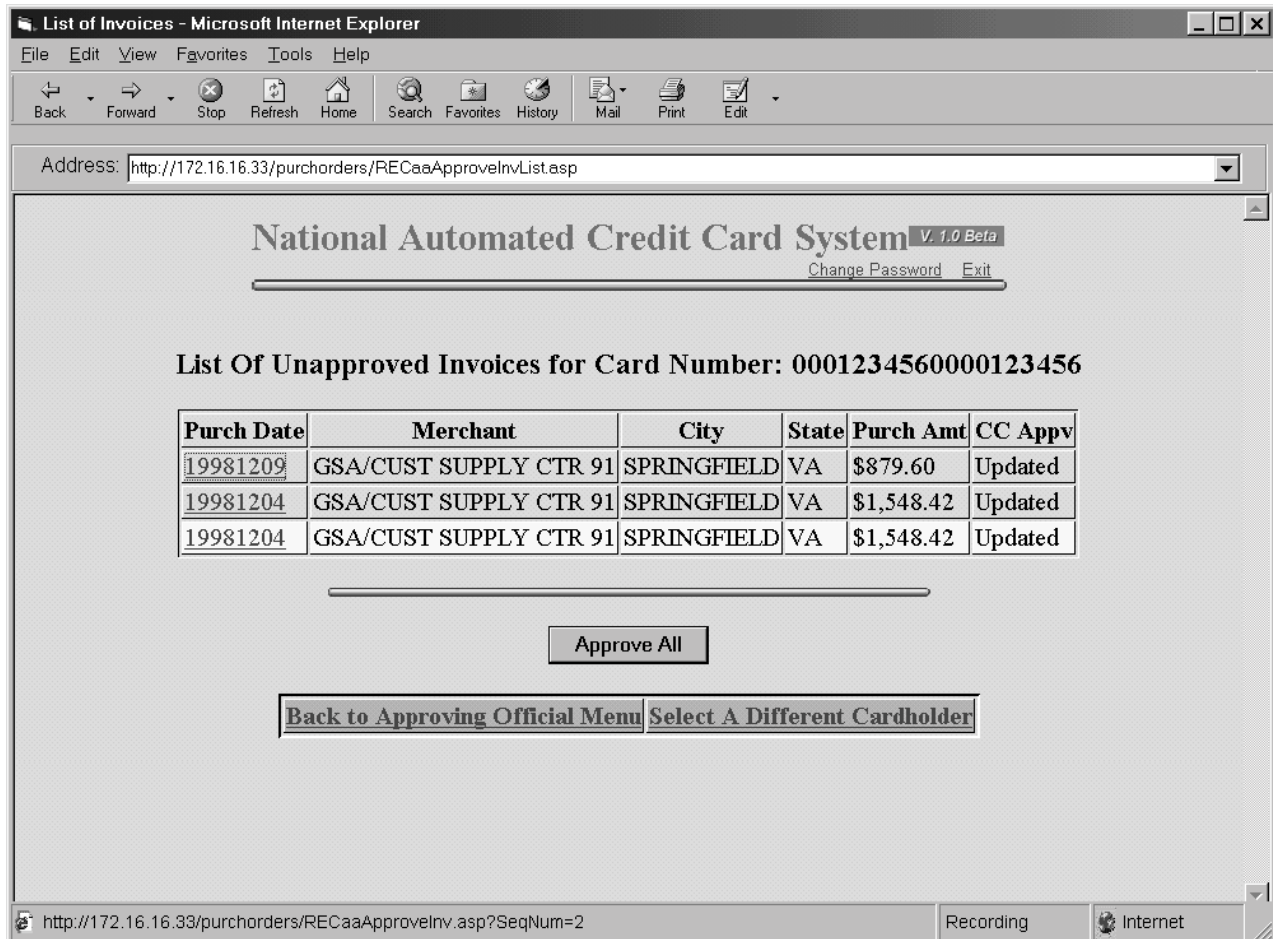 List of Invoices - Microsoft Internet Explorer
File Edit View Favorites Tools Help
Back Forward Stop Refresh Home Search Favorites History Mail Print Edit
Address: http://172.16.16.33/purchorders/RECaaApproveInvList.asp
National Automated Credit Card System V. 1.0 Beta
Change Password Exit
List Of Unapproved Invoices for Card Number: 0001234560000123456
Purch Date Merchant City State Purch Amt CC Appv
19981209 GSA/CUST SUPPLY CTR 91 SPRINGFIELD VA $879.60 Updated
19981204 GSA/CUST SUPPLY CTR 91 SPRINGFIELD VA $1,548.42 Updated
19981204 GSA/CUST SUPPLY CTR 91 SPRINGFIELD VA $1,548.42 Updated
Approve All
Back to Approving Official Menu Select A Different Cardholder
http://172.16.16.33/purchorders/RECaaApproveInv.asp?SeqNum=2 Recording Internet